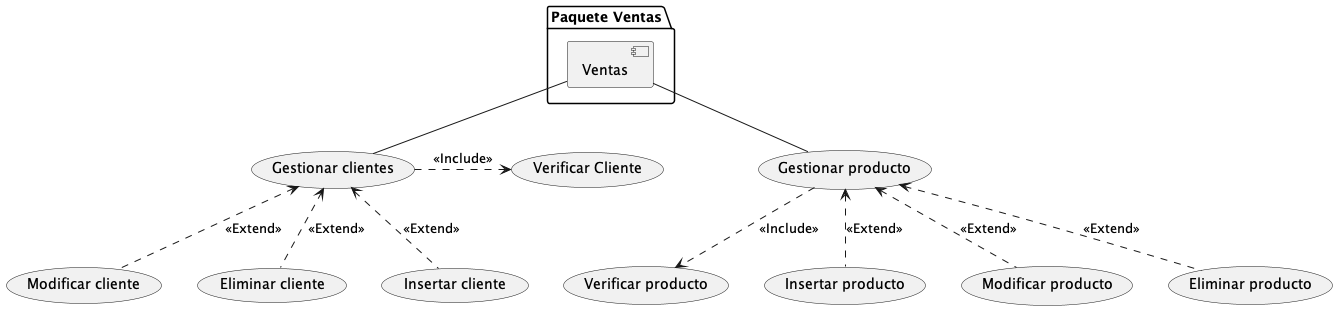 Paquete Ventas
Ventas
Gestionar clientes
«Include»
Verificar Cliente
Gestionar producto
«Extend»
«Extend»
«Extend»
«Include»
«Extend»
«Extend»
«Extend»
Modificar cliente
Eliminar cliente
Insertar cliente
Verificar producto
Insertar producto
Modificar producto
Eliminar producto